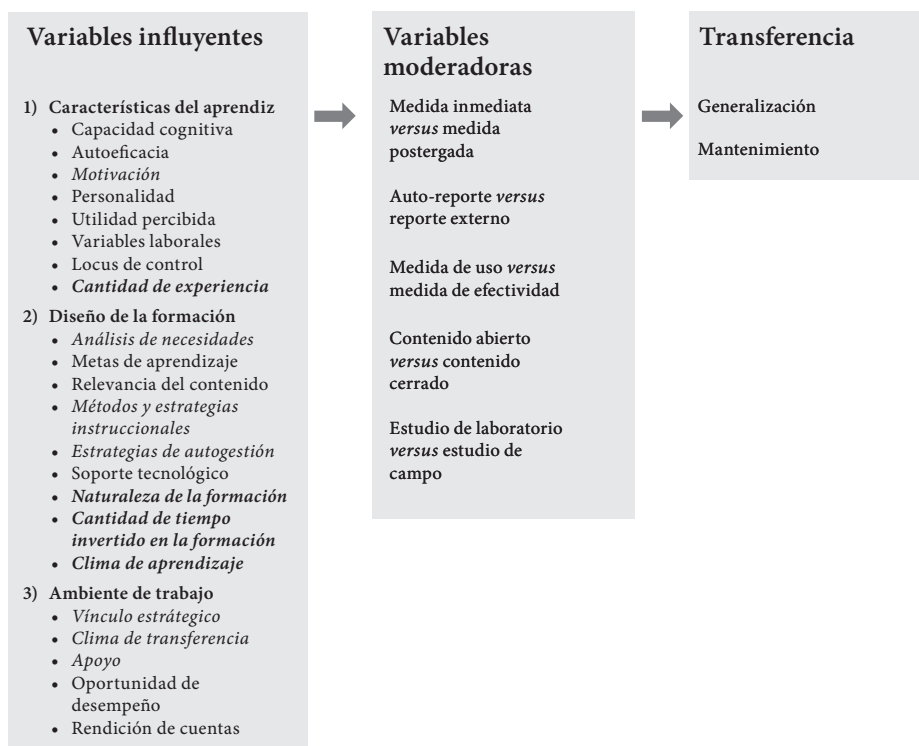 Variables influyentes
1) Características del aprendiz
• Capacidad cognitiva
• Autoeficacia
• Motivación
• Personalidad
• Utilidad percibida
• Variables laborales
• Locus de control
• Cantidad de experiencia
2) Diseño de la formación
• Análisis de necesidades
• Metas de aprendizaje
• Relevancia del contenido
• Métodos y estrategias
instruccionales
• Estrategias de autogestión
• Soporte tecnológico
• Naturaleza de la formación
• Cantidad de tiempo
invertido en la formación
• Clima de aprendizaje
3) Ambiente de trabajo
• Vínculo estrátegico
• Clima de transferencia
• Apoyo
• Oportunidad de
desempeño
• Rendición de cuentas
Variables
moderadoras
Medida inmediata
versus medida
postergada
Auto-reporte versus
reporte externo
Medida de uso versus
medida de efectividad
Contenido abierto
versus contenido
cerrado
Estudio de laboratorio
versus estudio de
campo
Transferencia
Generalización
Mantenimiento